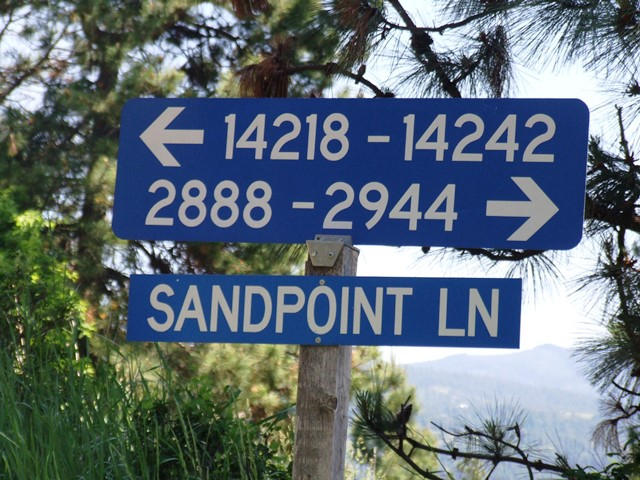 ← 14218 - 14242
2888 - 2944 →
SANDPOINT LN